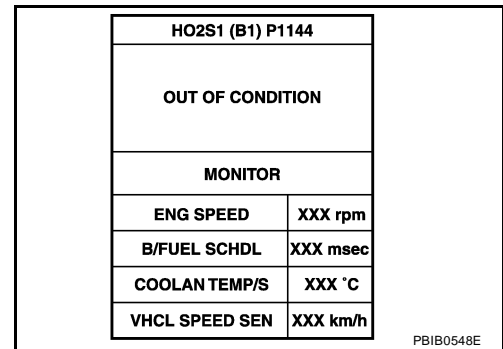 HO2S1 (B1) P1144
OUT OF CONDITION
MONITOR
ENG SPEED XXX rpm
B/FUEL SCHDL XXX msec
COOLAN TEMP/S XXX °C
VHCL SPEED SEN XXX km/h
PBIB0548E